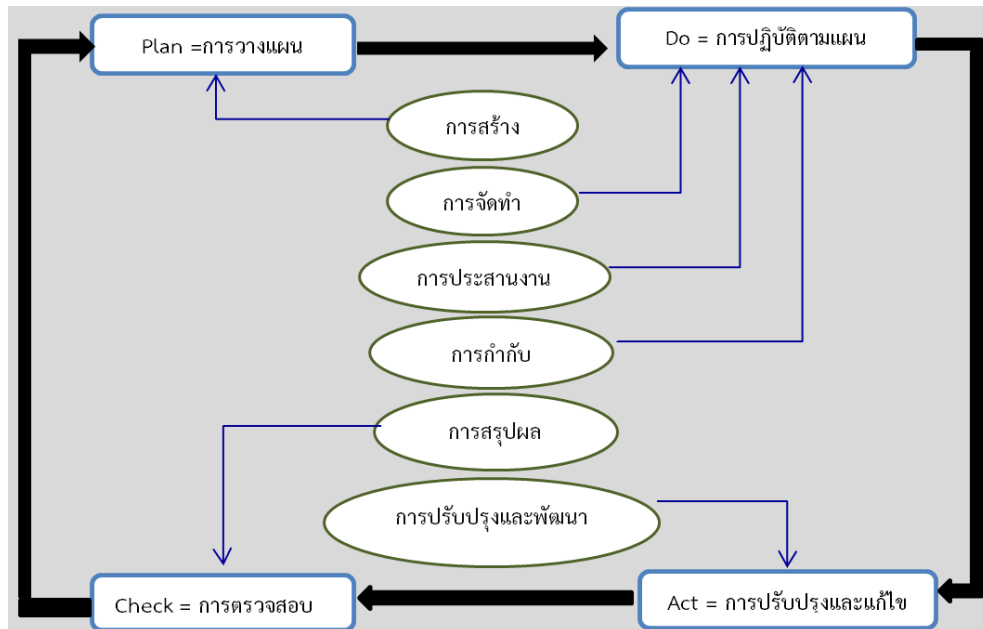 Plan =การวางแผน
Do = การปฏิบัติตามแผน
การสร้าง
การจัดทำ
การประสานงาน
การกำกับ
การสรุปผล
การปรับปรุงและพัฒนา
Check = การตรวจสอบ
Act = การปรับปรุงและแก้ไข